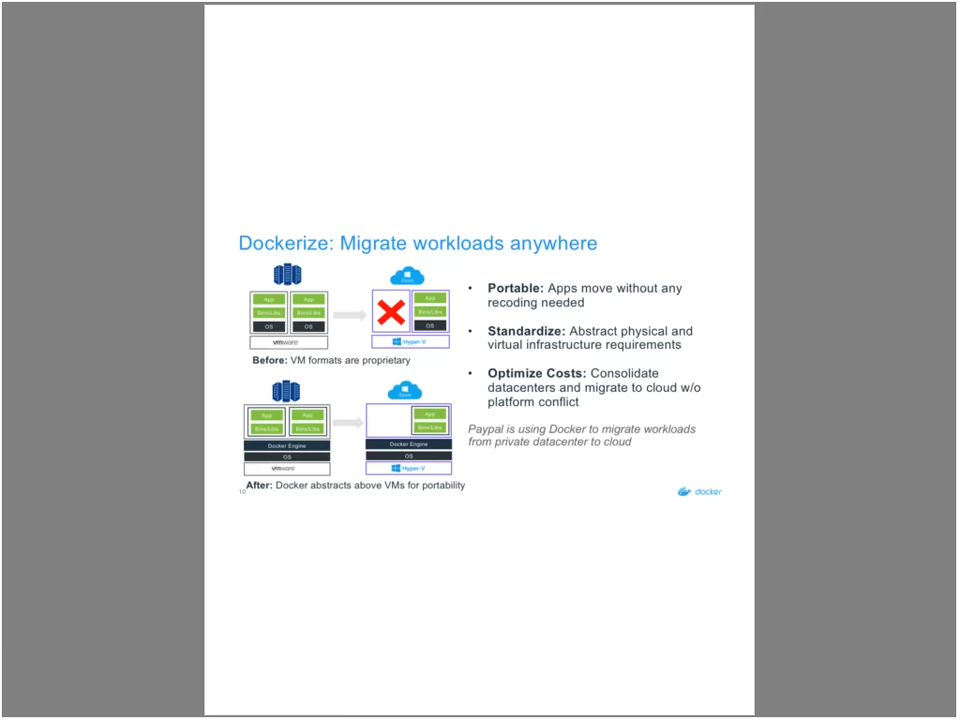 Dockerize: Migrate workloads anywhere
Azure
App
App
Bins/Libs
Bins/Libs
OS
OS
vmware
App
Bins/Libs
OS
Hyper-V
Before: VM formats are proprietary
Azure
App
App
Bins/Libs
Bins/Libs
Docker Engine
OS
vmware
App
Bins/Libs
Docker Engine
OS
Hyper-V
After: Docker abstracts above VMs for portability
• Portable: Apps move without any
recoding needed
• Standardize: Abstract physical and
virtual infrastructure requirements
• Optimize Costs: Consolidate
datacenters and migrate to cloud w/o
platform conflict
Paypal is using Docker to migrate workloads
from private datacenter to cloud
10
docker